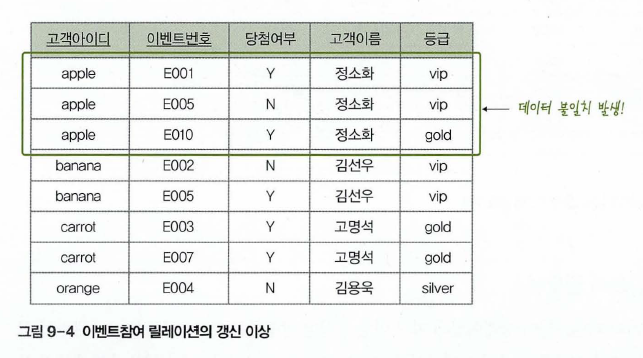 고객아이디 이벤트번호 당첨여부 고객이름 등급
apple E001 Y 정소화 vip
apple E005 N 정소화 vip
apple E010 Y 정소화 gold
데이터 불일치 발생!
banana E002 N 김선우 vip
banana E005 Y 김선우 vip
carrot E003 Y 고명석 gold
carrot E007 Y 고명석 gold
orange E004 N 김용욱 silver
그림 9-4 이벤트참여 릴레이션의 갱신 이상